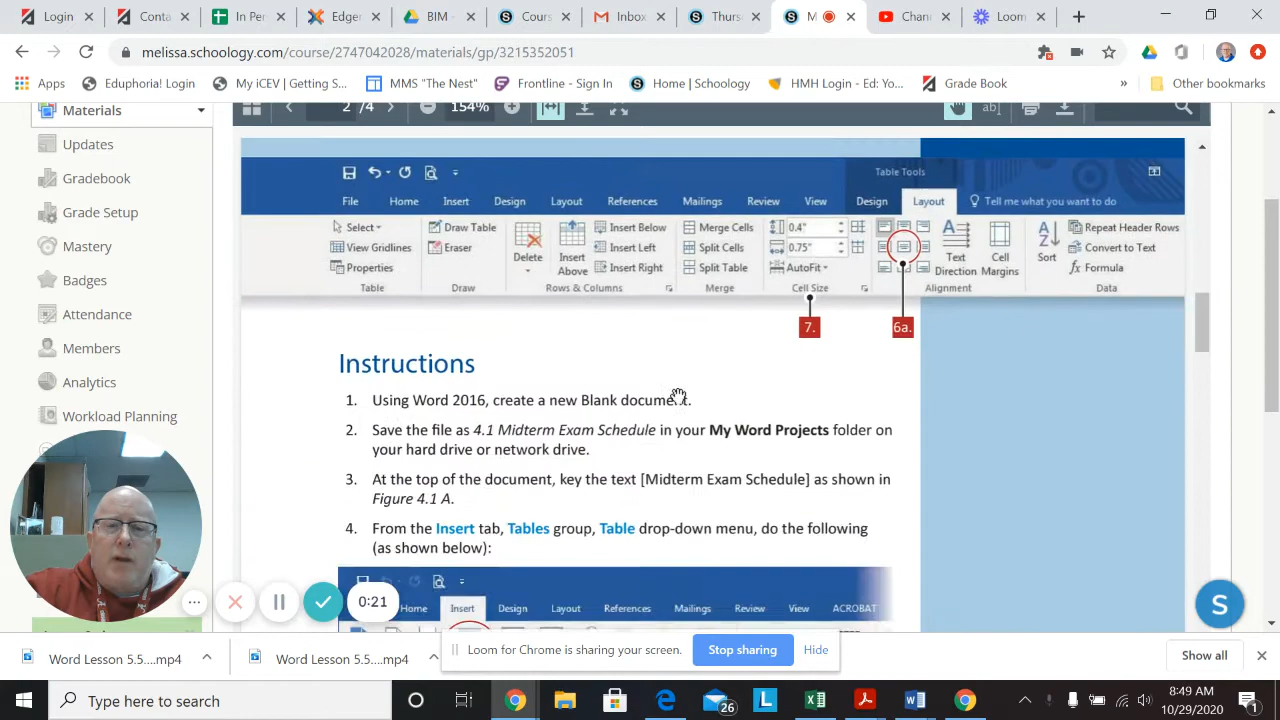 Login
Conta
In Per
Edger
BIM -
Cours
Inbox
Thurs
M
Chan
Loom
melissa.schoology.com/course/2747042028/materials/gp/3215352051
Apps
Eduphoria! Login
My iCEV | Getting S...
MMS "The Nest"
Frontline - Sign In
Home | Schoology
HMH Login - Ed: Yo...
Grade Book
»
Other bookmarks
Materials
2 /4
154%
ab|
Updates
Gradebook
Grade Setup
Mastery
Badges
Attendance
Members
Analytics
Workload Planning
Table Tools
File Home Insert Design Layout References Mailings Review View Design Layout Tell me what you want to do
Select Draw Table Insert Below Merge Cells 0.4" Repeat Header Rows
View Gridlines Eraser Delete Insert Above Insert Left Split Cells 0.75" Text Direction Cell Margins Sort Convert to Text
Properties Insert Right Split Table AutoFit Formula
Table Draw Rows & Columns Merge Cell Size Alignment Data
7. 6a.
Instructions
1. Using Word 2016, create a new Blank document.
2. Save the file as 4.1 Midterm Exam Schedule in your My Word Projects folder on
your hard drive or network drive.
3. At the top of the document, key the text [Midterm Exam Schedule] as shown in
Figure 4.1 A.
4. From the Insert tab, Tables group, Table drop-down menu, do the following
(as shown below):
Home Insert Design Layout References Mailings Review View ACROBAT
0:21
S
Loom for Chrome is sharing your screen. Stop sharing Hide
Word Lesson 5.5....mp4
Word Lesson 5.5....mp4
Show all
Type here to search
26
8:49 AM
10/29/2020
1